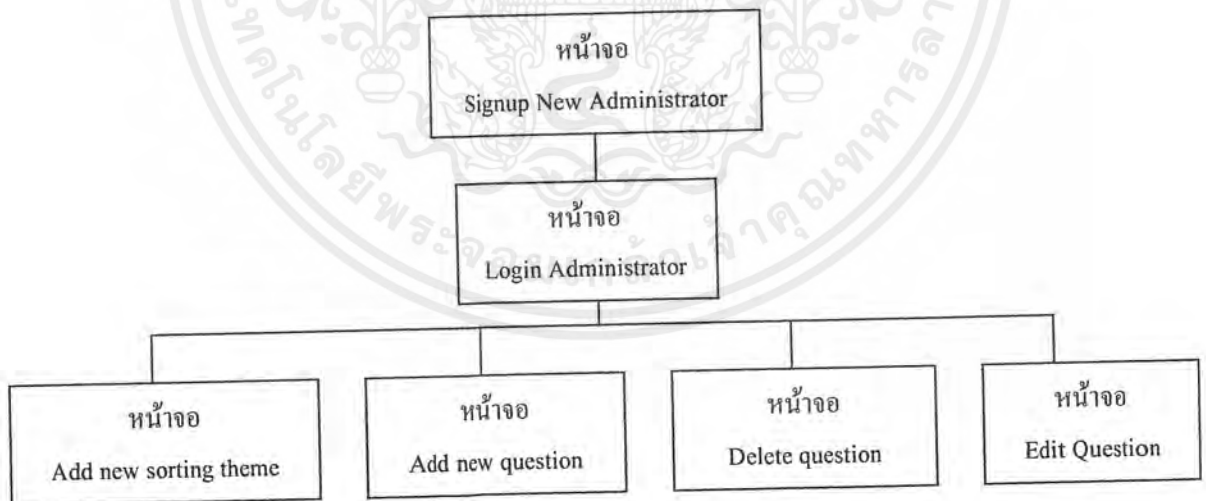 หน้าจอ
Signup New Administrator
หน้าจอ
Login Administrator
หน้าจอ
Add new sorting theme
หน้าจอ
Add new question
หน้าจอ
Delete question
หน้าจอ
Edit Question